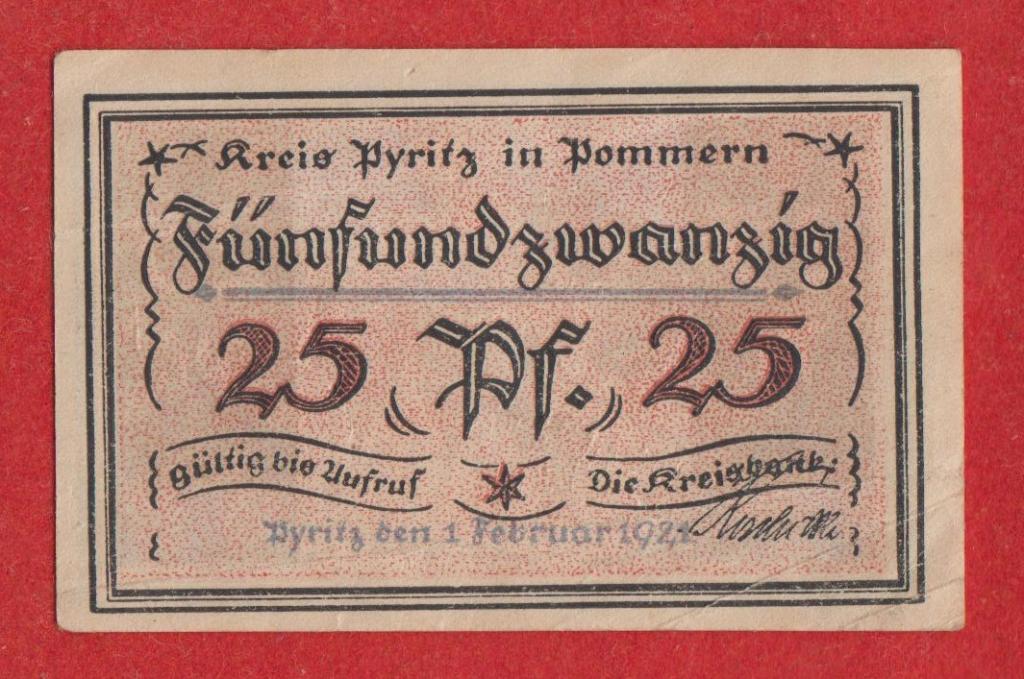 Kreis Pyritz in Pommern
Fünfundzwanzig
25 Pf. 25
Gültig bis Aufruf
Die Kreisbank:
Pyritz den 1 Februar 1921